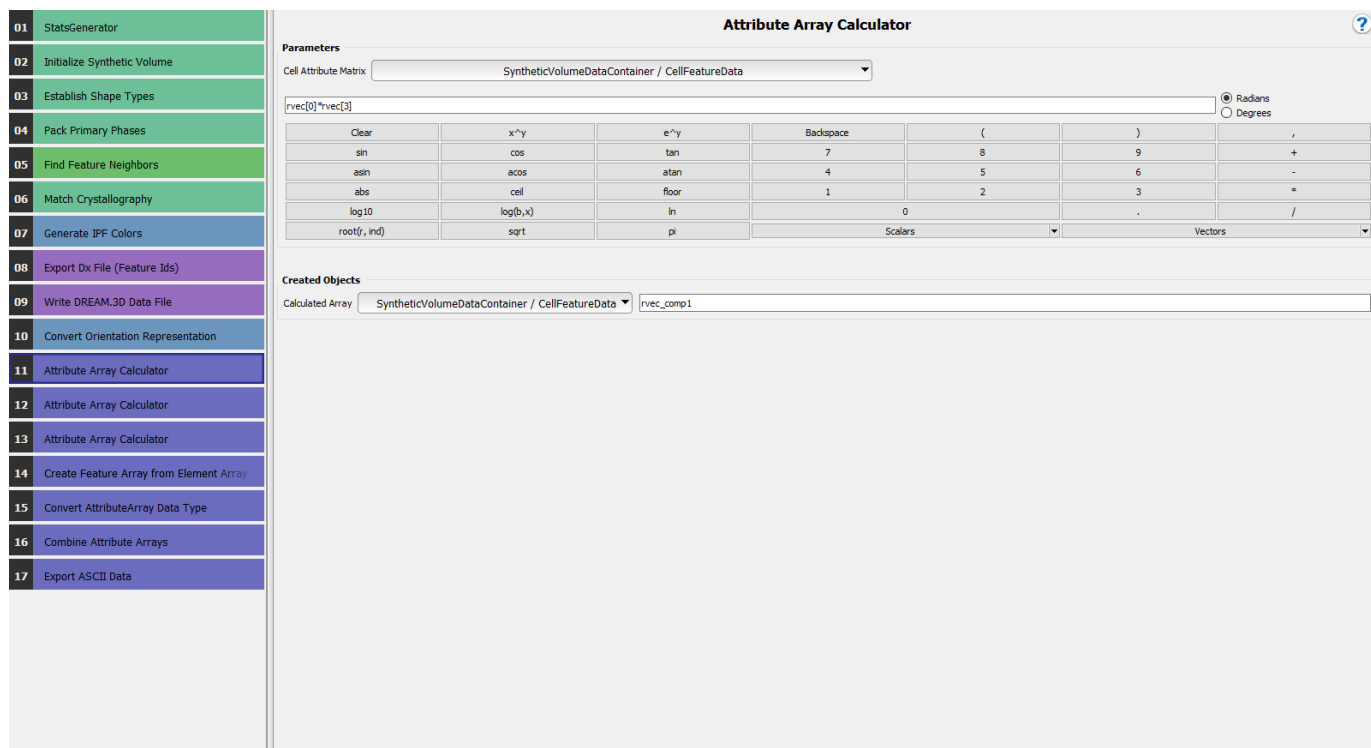 01 StatsGenerator
02 Initialize Synthetic Volume
03 Establish Shape Types
04 Pack Primary Phases
05 Find Feature Neighbors
06 Match Crystallography
07 Generate IPF Colors
08 Export Dx File (Feature Ids)
09 Write DREAM.3D Data File
10 Convert Orientation Representation
11 Attribute Array Calculator
12 Attribute Array Calculator
13 Attribute Array Calculator
14 Create Feature Array from Element Array
15 Convert AttributeArray Data Type
16 Combine Attribute Arrays
17 Export ASCII Data
Attribute Array Calculator ?
Parameters
Cell Attribute Matrix SyntheticVolumeDataContainer / CellFeatureData
rvec[0]*rvec[3]
Radians
Degrees
Clear x^y e^y Backspace ( ) ,
sin cos tan 7 8 9 +
asin acos atan 4 5 6 -
abs ceil floor 1 2 3 *
log10 log(b,x) ln 0 . /
root(r, ind) sqrt pi Scalars Vectors
Created Objects
Calculated Array SyntheticVolumeDataContainer / CellFeatureData rvec_comp1